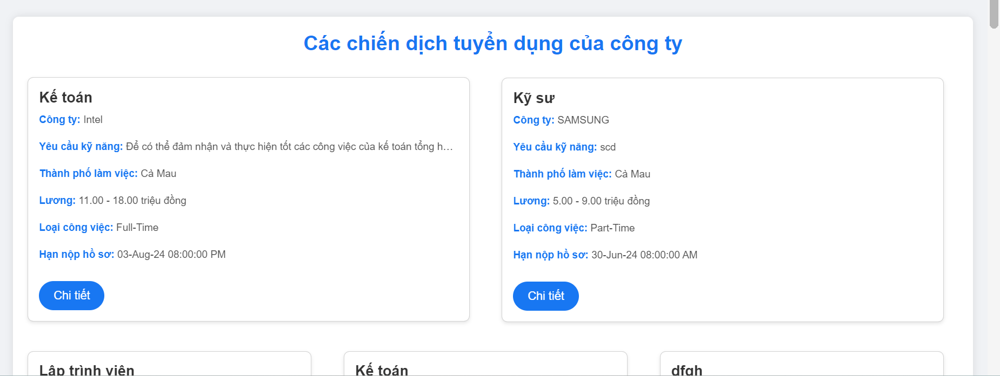 Các chiến dịch tuyển dụng của công ty
Kế toán
Công ty: Intel
Yêu cầu kỹ năng: Để có thể đảm nhận và thực hiện tốt các công việc của kế toán tổng h...
Thành phố làm việc: Cà Mau
Lương: 11.00 - 18.00 triệu đồng
Loại công việc: Full-Time
Hạn nộp hồ sơ: 03-Aug-24 08:00:00 PM
Chi tiết
Kỹ sư
Công ty: SAMSUNG
Yêu cầu kỹ năng: scd
Thành phố làm việc: Cà Mau
Lương: 5.00 - 9.00 triệu đồng
Loại công việc: Part-Time
Hạn nộp hồ sơ: 30-Jun-24 08:00:00 AM
Chi tiết
Lập trình viên
Kế toán
dfgh